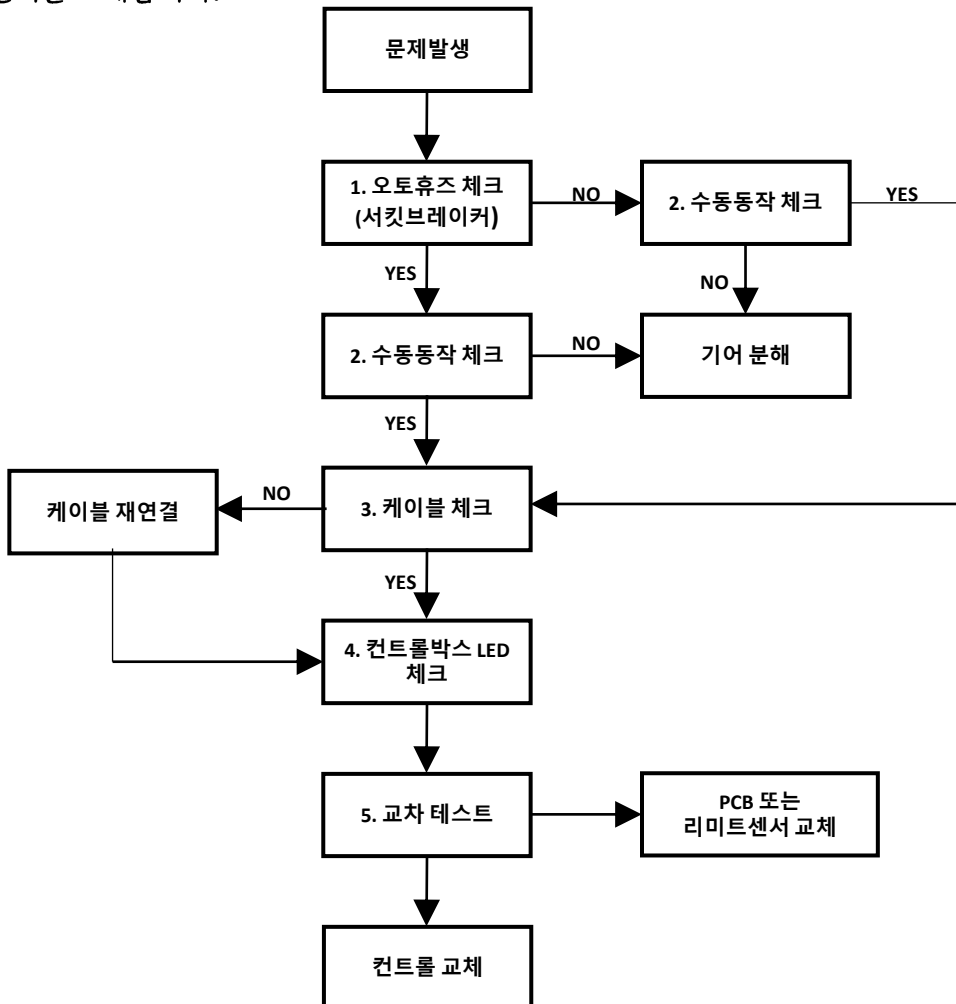 문제발생
1. 오토휴즈 체크
(서킷브레이커)
NO
2. 수동동작 체크
YES
YES
NO
2. 수동동작 체크
NO
기어 분해
YES
케이블 재연결
NO
3. 케이블 체크
YES
4. 컨트롤박스 LED
체크
5. 교차 테스트
PCB 또는
리미트센서 교체
컨트롤 교체